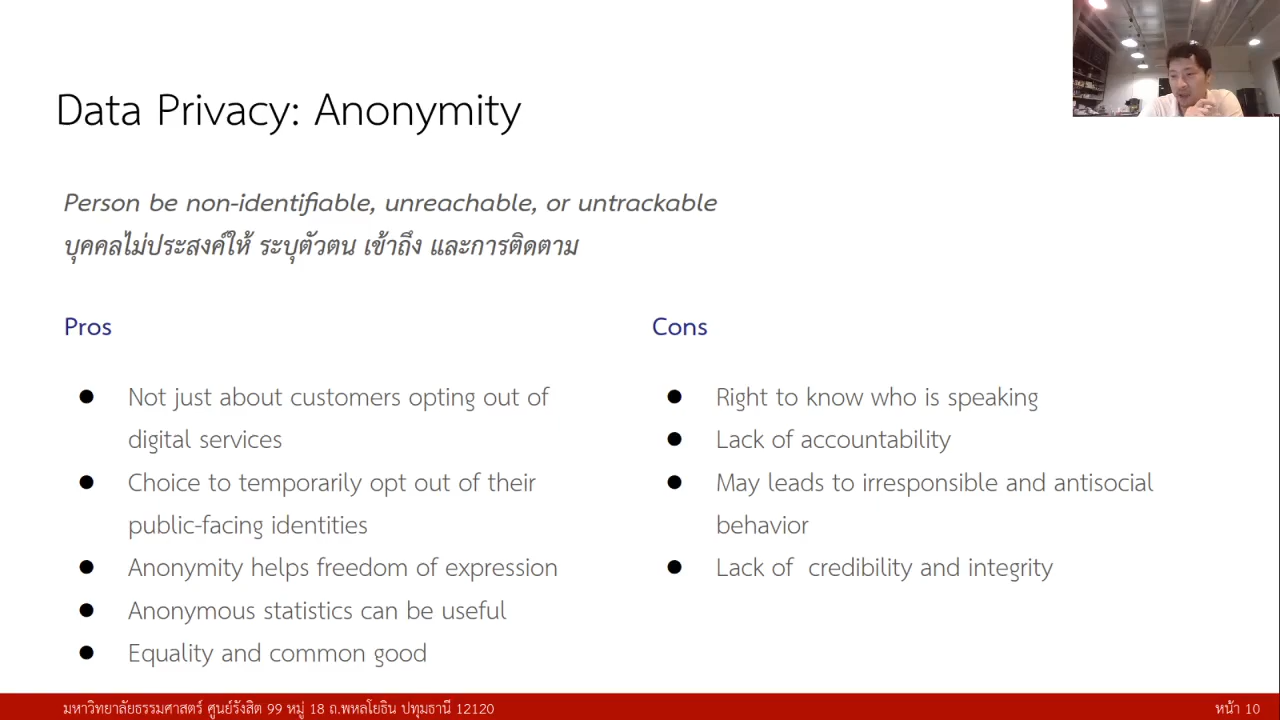 Data Privacy: Anonymity
Person be non-identifiable, unreachable, or untrackable
บุคคลไม่ประสงค์ให้ ระบุตัวตน เข้าถึง และการติดตาม
Pros
● Not just about customers opting out of
digital services
● Choice to temporarily opt out of their
public-facing identities
● Anonymity helps freedom of expression
● Anonymous statistics can be useful
● Equality and common good
Cons
● Right to know who is speaking
● Lack of accountability
● May leads to irresponsible and antisocial
behavior
● Lack of  credibility and integrity
มหาวิทยาลัยธรรมศาสตร์ ศูนย์รังสิต 99 หมู่ 18 ถ.พหลโยธิน ปทุมธานี 12120
หน้า 10